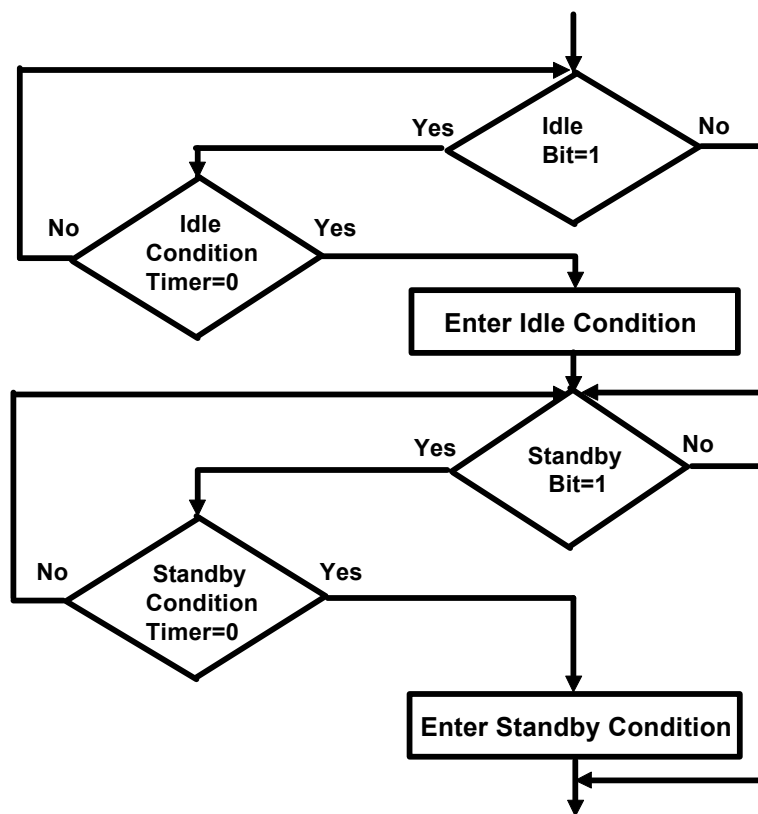 Idle
Bit=1
Yes
No
Idle
Condition
Timer=0
No
Yes
Enter Idle Condition
Standby
Bit=1
Yes
No
Standby
Condition
Timer=0
No
Yes
Enter Standby Condition